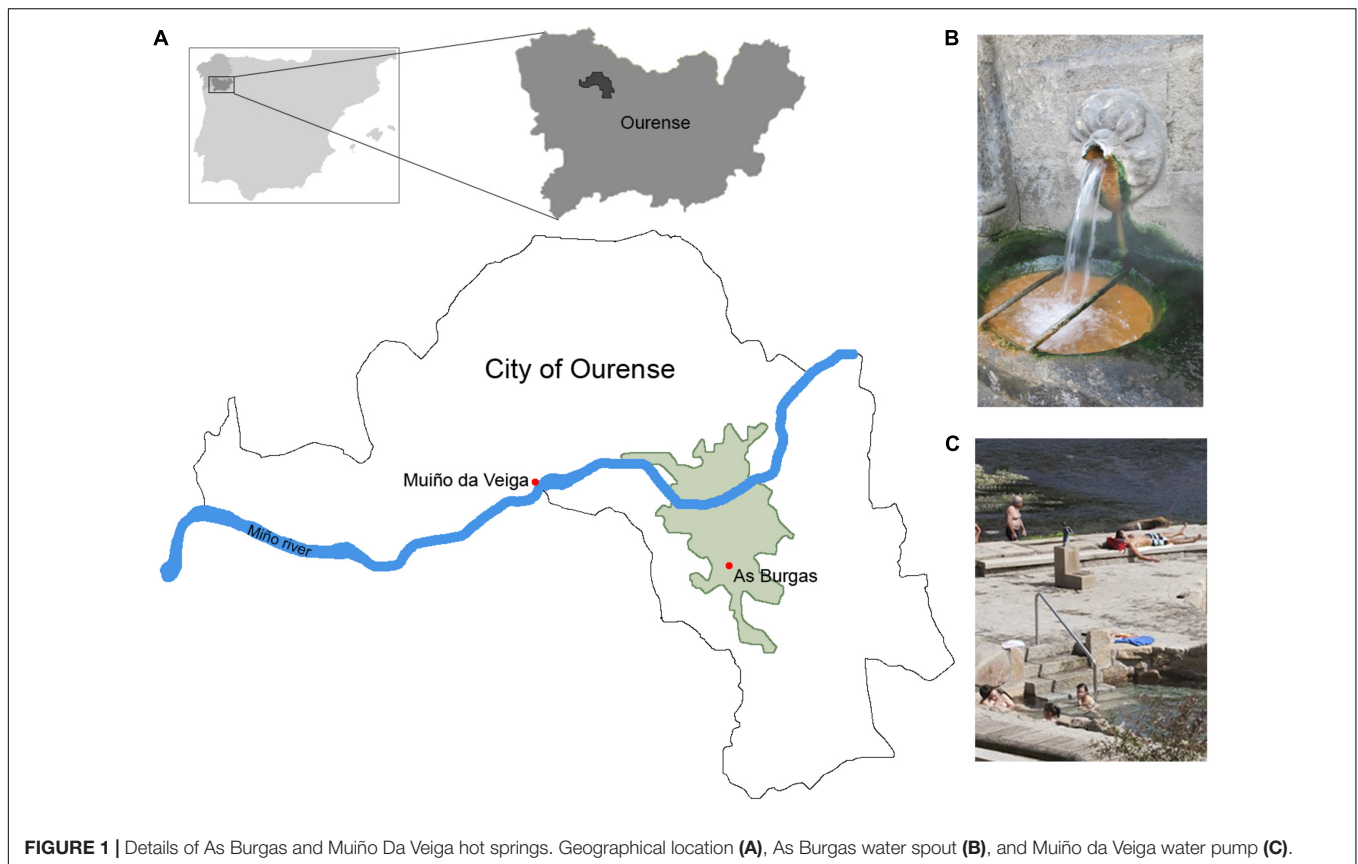 A
Ourense
B
City of Ourense
Muiño da Veiga
Miño river
As Burgas
C
FIGURE 1 | Details of As Burgas and Muiño Da Veiga hot springs. Geographical location (A), As Burgas water spout (B), and Muiño da Veiga water pump (C).